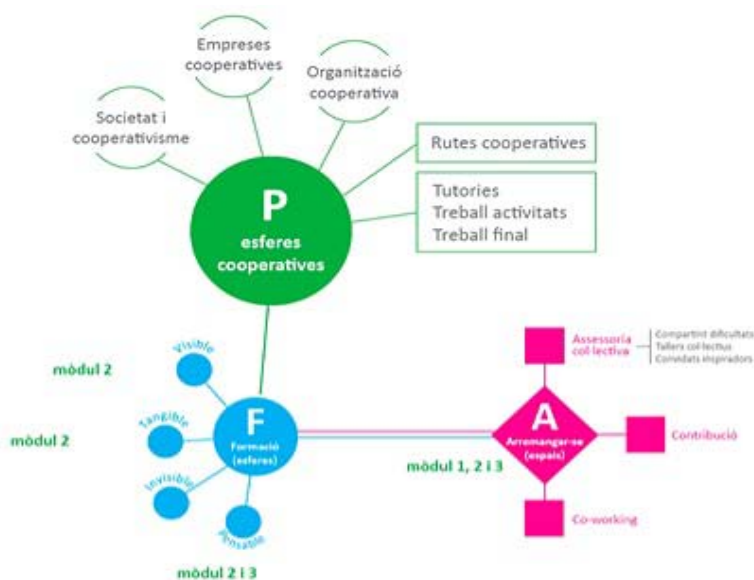 Empreses
cooperatives
Organització
cooperativa
Societat i
cooperativisme
Rutes cooperatives
Tutories
Treball activitats
Treball final
P
esferes
cooperatives
Visible
mòdul 2
Tangible
mòdul 2
Invisible
Pensable
mòdul 2 i 3
F
Formació
(esferes)
mòdul 1, 2 i 3
A
Arromangar-se
(espais)
Assessoria
col·lectiva
Compartint dificultats
Tallers col·lectius
Convidats inspiradors
Contribució
Co-working